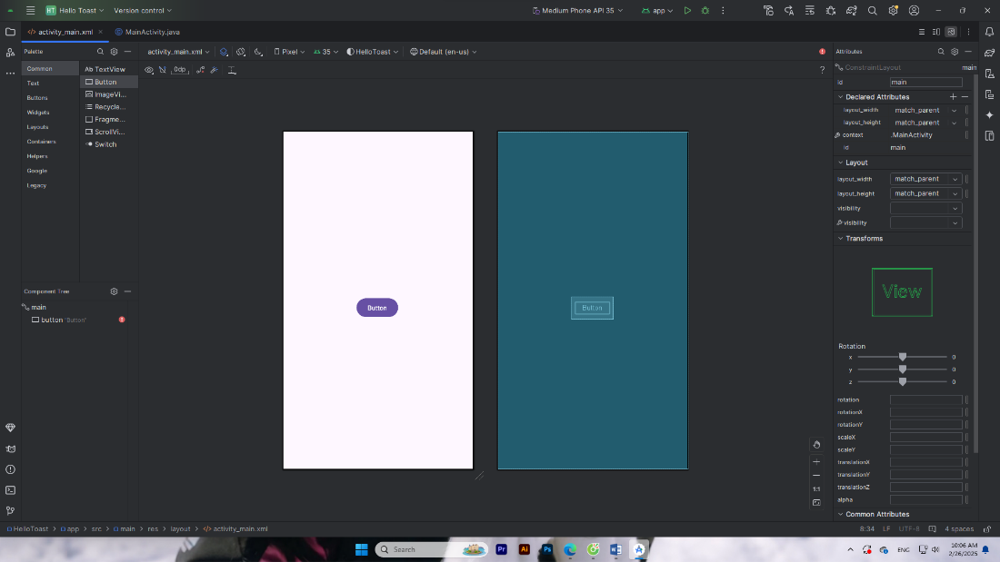 HT Hello Toast Version control Medium Phone API 35 app
activity_main.xml MainActivity.java
Palette activity_main.xml Pixel 35 HelloToast Default (en-us) Attributes
Common Ab TextView 0dp ? ConstraintLayout main
Text Button id main
Buttons ImageVi... Declared Attributes
Widgets Recycle... layout_width match_parent
Layouts Fragme... layout_height match_parent
Containers ScrollVi... context .MainActivity
Helpers Switch id main
Google Layout
Legacy layout_width match_parent
layout_height match_parent
visibility
visibility
Transforms
View
Component Tree
main
button "Button"
Button
Button
Rotation
x 0
y 0
z 0
rotation
rotationX
rotationY
scaleX
scaleY
translationX
translationY
translationZ
1:1
alpha
Common Attributes
HelloToast app src main res layout activity_main.xml 8:34 LF UTF-8 4 spaces
Search Pr Ai Ps ENG 10:06 AM
2/26/2025